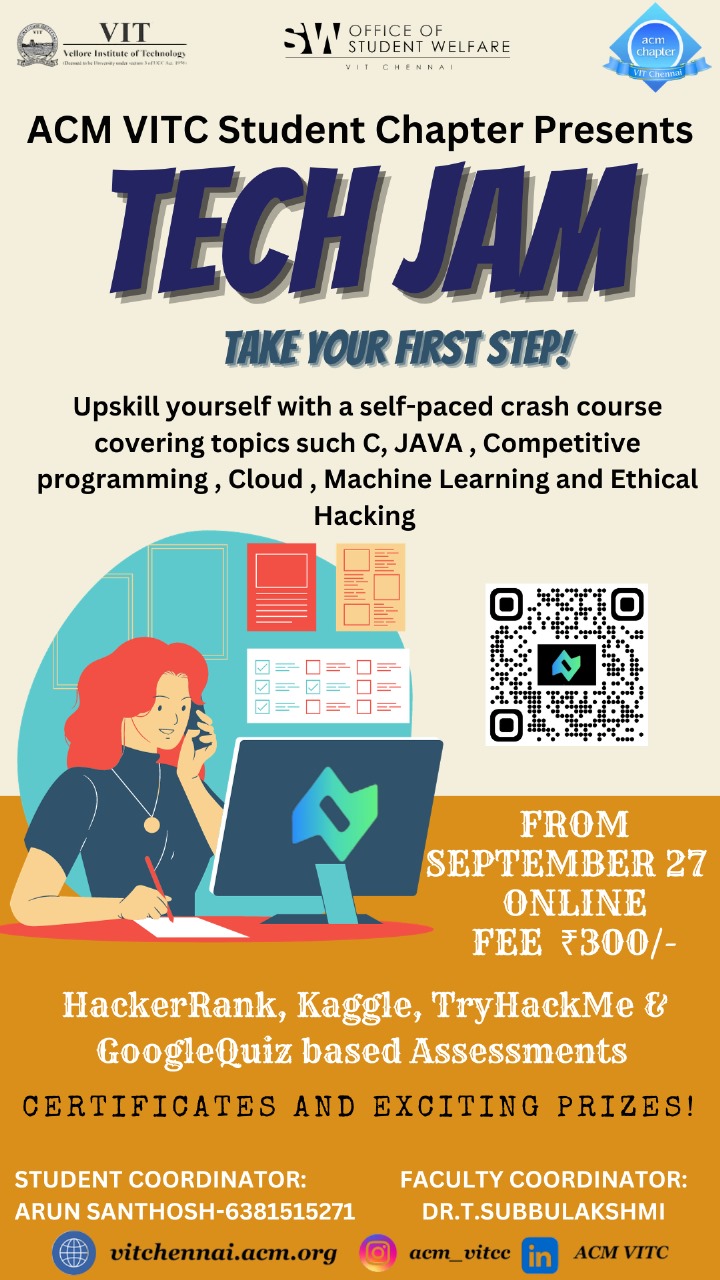 VIT
Vellore Institute of Technology
(Deemed to be University under section 3 of UGC Act, 1956)
SW OFFICE OF
STUDENT WELFARE
VIT CHENNAI
acm
chapter
VIT Chennai
ACM VITC Student Chapter Presents
TECH JAM
TAKE YOUR FIRST STEP!
Upskill yourself with a self-paced crash course
covering topics such C, JAVA , Competitive
programming , Cloud , Machine Learning and Ethical
Hacking
FROM
SEPTEMBER 27
ONLINE
FEE ₹300/-
HackerRank, Kaggle, TryHackMe &
GoogleQuiz based Assessments
CERTIFICATES AND EXCITING PRIZES!
STUDENT COORDINATOR:
ARUN SANTHOSH-6381515271
FACULTY COORDINATOR:
DR.T.SUBBULAKSHMI
vitchennai.acm.org
acm_vitcc
in
ACM VITC